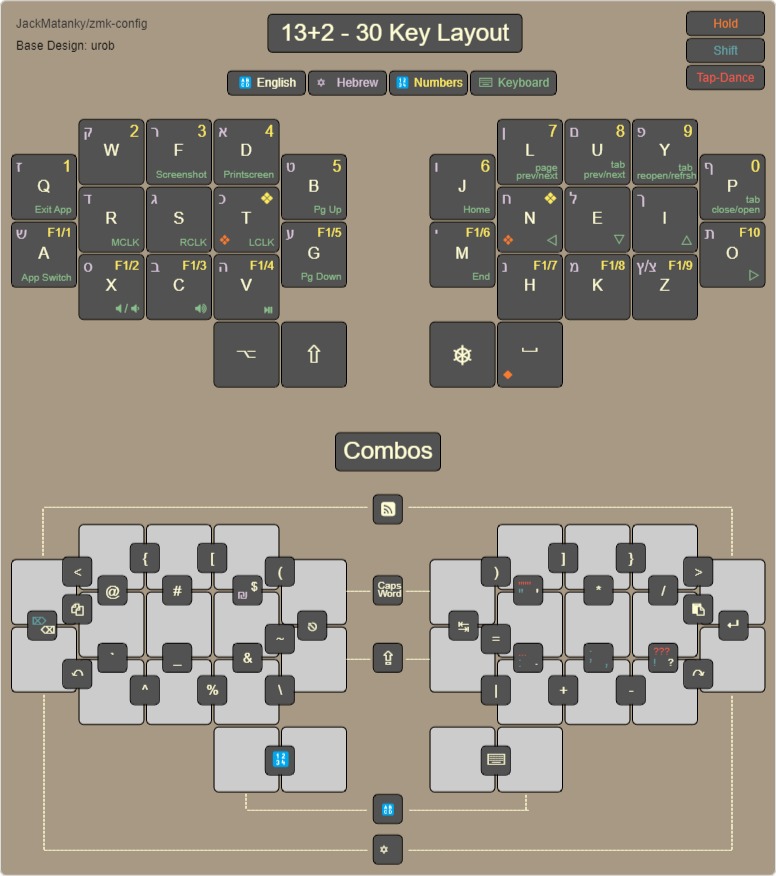 JackMatanky/zmk-config
Base Design: urob
13+2 - 30 Key Layout
Hold
Shift
Tap-Dance
English
Hebrew
Numbers
Keyboard
ק 2
W
ר 3
F
Screenshot
א 4
D
Printscreen
ן 7
L
page
prev/next
ם 8
U
tab
prev/next
פ 9
Y
tab
reopen/refrsh
ז 1
Q
Exit App
ט 5
B
Pg Up
ו 6
J
Home
ף 0
P
tab
close/open
ד
R
MCLK
ג
S
RCLK
כ
T
LCLK
ח
N
ל
E
ך
I
ש F1/1
A
App Switch
ע F1/5
G
Pg Down
י F1/6
M
End
ת F10
O
ס F1/2
X
ב F1/3
C
ה F1/4
V
נ F1/7
H
מ F1/8
K
צ/ץ F1/9
Z
Combos
< { [ ( ) ] } >
@ # $ ₪ Caps
Word """ " ' * /
~ =
` _ & ... : - ; , ??? ! ?
^ % \ | + -
1 2
3 4
A B
C D